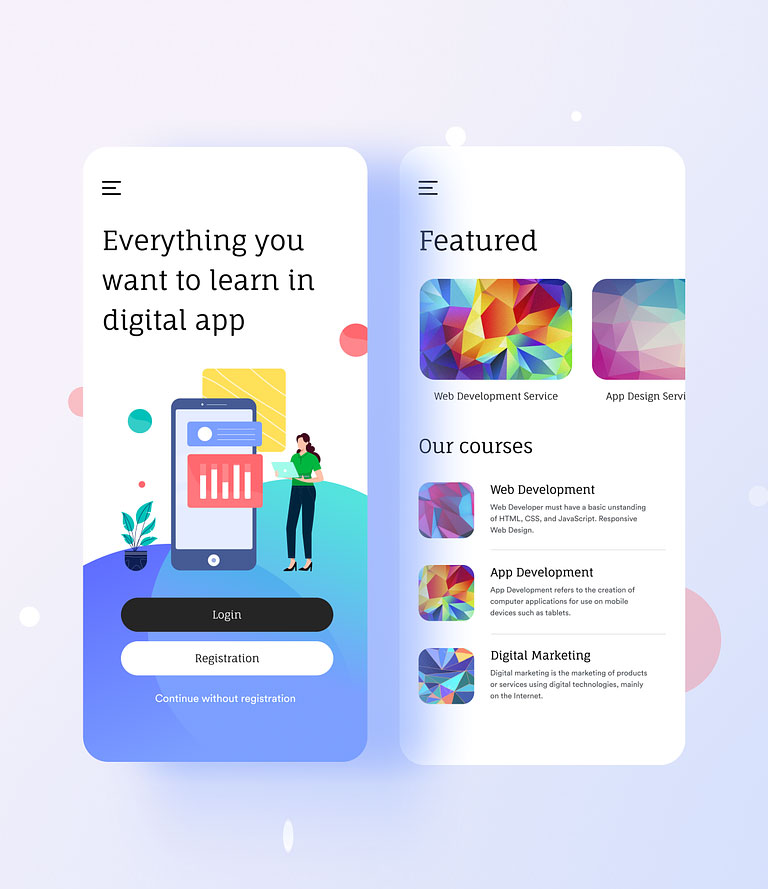 Everything you
want to learn in
digital app
Login
Registration
Continue without registration
Featured
Web Development Service
App Design Servi
Our courses
Web Development
Web Developer must have a basic unstanding
of HTML, CSS, and JavaScript. Responsive
Web Design.
App Development
App Development refers to the creation of
computer applications for use on mobile
devices such as tablets.
Digital Marketing
Digital marketing is the marketing of products
or services using digital technologies, mainly
on the Internet.